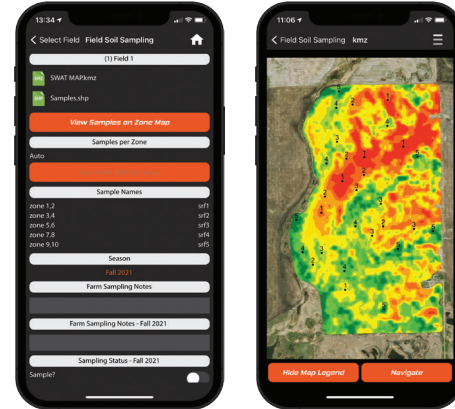 13:34
Select Field Field Soil Sampling
(1) Field 1
KMZ SWAT MAP.kmz
SHP Samples.shp
View Samples on Zone Map
Samples per Zone
Auto
Sample Names
zone 1,2 srf1
zone 3,4 srf2
zone 5,6 srf3
zone 7,8 srf4
zone 9,10 srf5
Season
Fall 2021
Farm Sampling Notes
Farm Sampling Notes - Fall 2021
Sampling Status - Fall 2021
Sample?
11:06
Field Soil Sampling kmz
Hide Map Legend Navigate